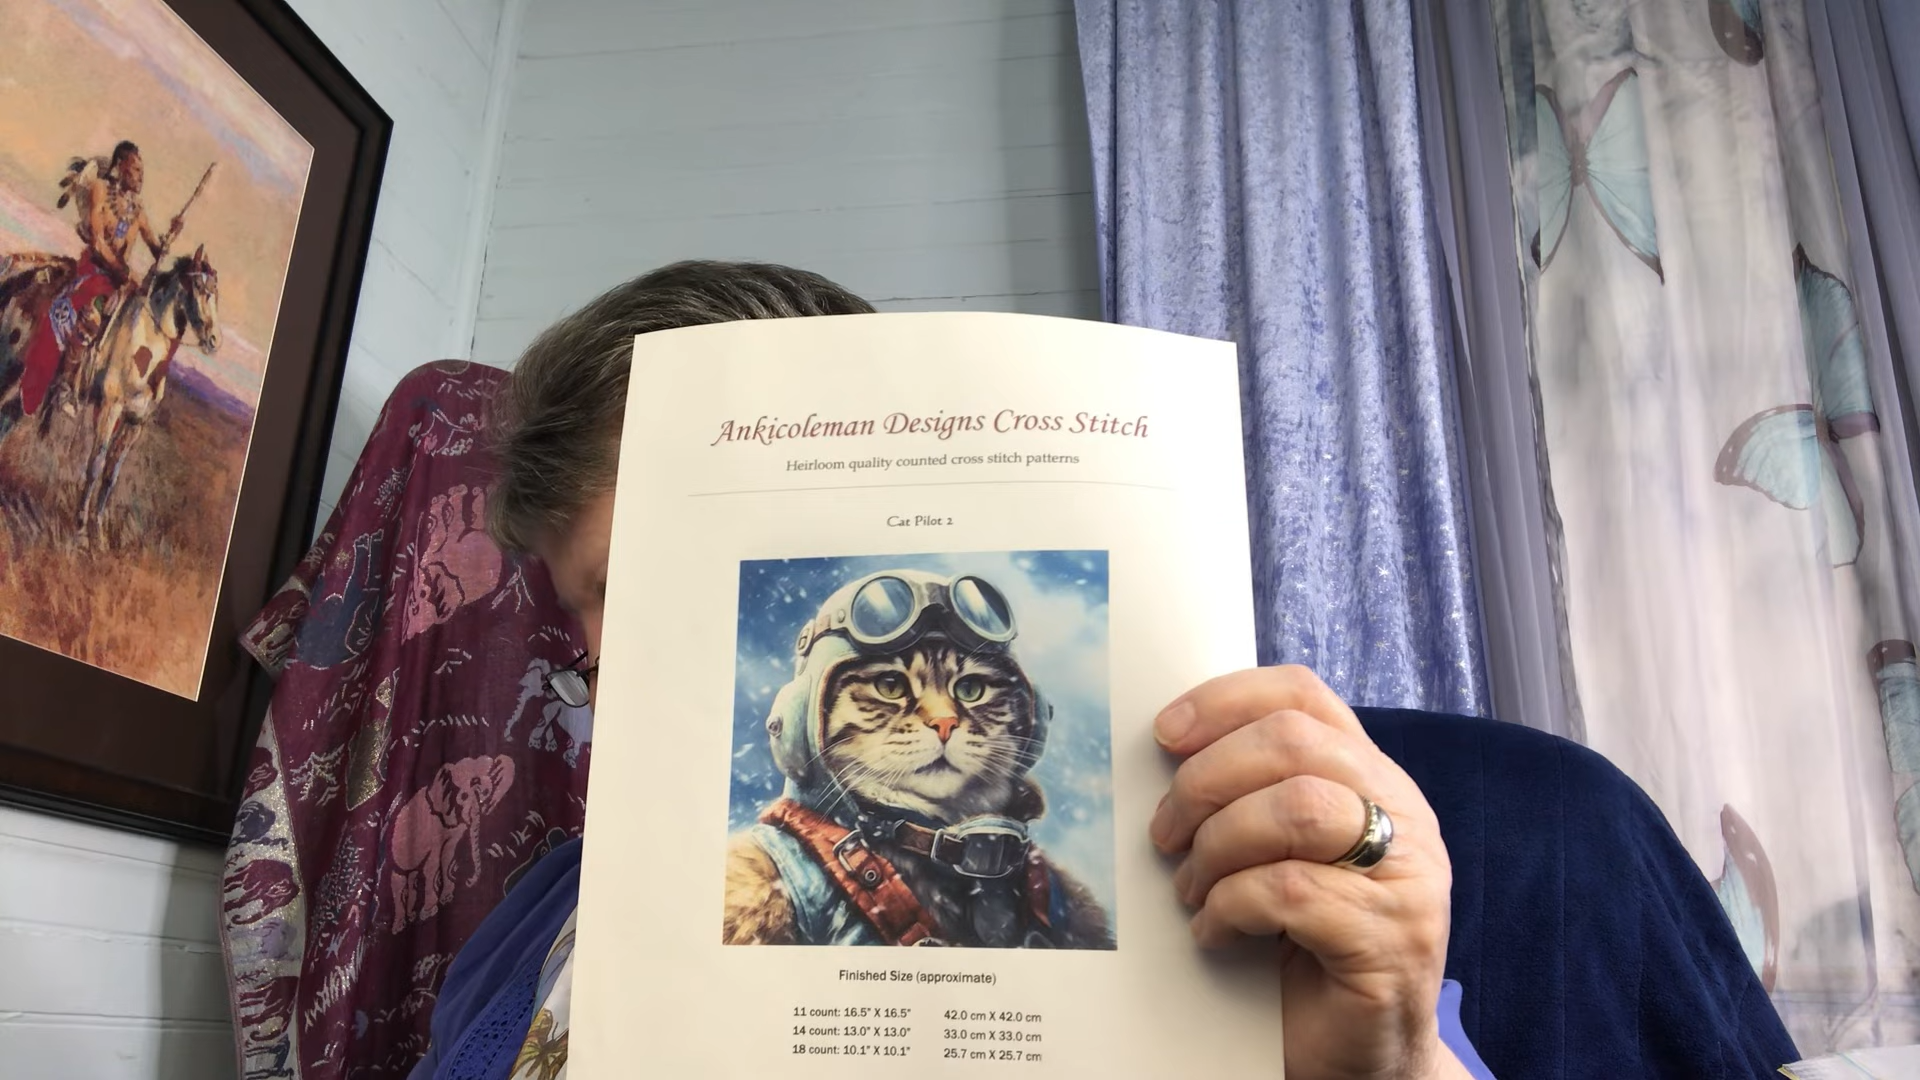 Ankicoleman Designs Cross Stitch
Heirloom quality counted cross stitch patterns
Cat Pilot 2
Finished Size (approximate)
11 count: 16.5" X 16.5" 42.0 cm X 42.0 cm
14 count: 13.0" X 13.0" 33.0 cm X 33.0 cm
18 count: 10.1" X 10.1" 25.7 cm X 25.7 cm